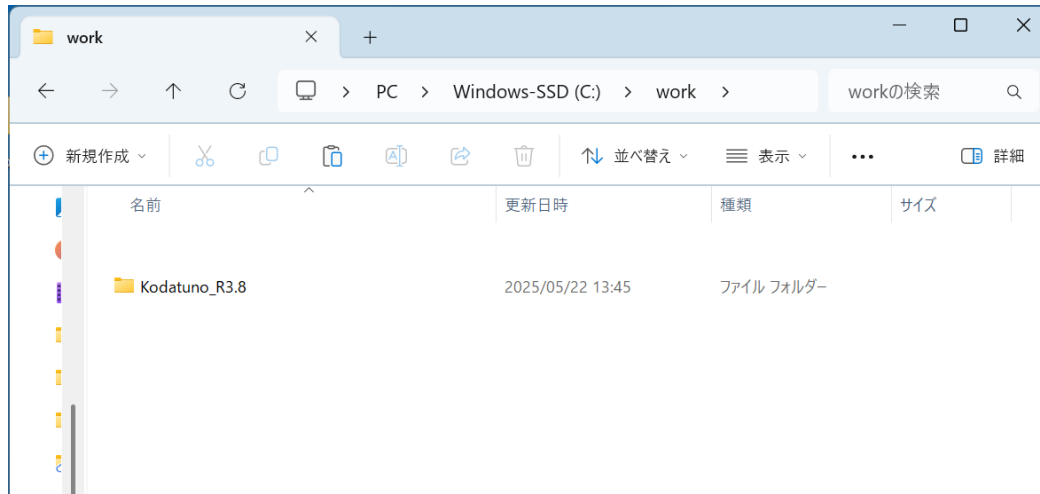 work
PC > Windows-SSD (C:) > work >
workの検索
新規作成
並べ替え
表示
詳細
名前
更新日時
種類
サイズ
Kodatuno_R3.8
2025/05/22 13:45
ファイル フォルダー